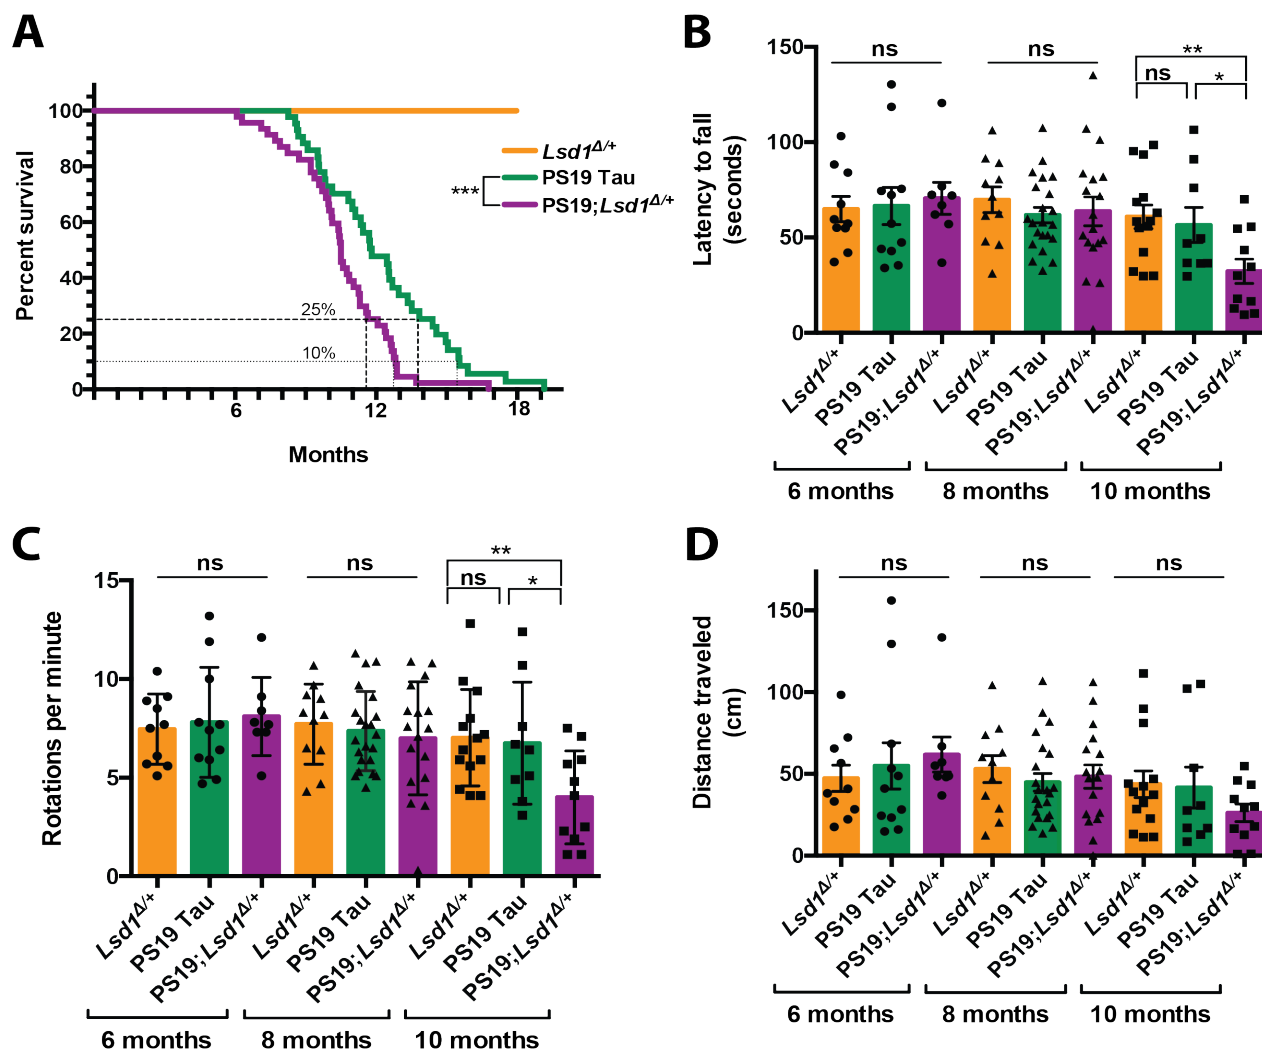 A
Percent survival
100
80
60
40
20
0
6
12
18
Months
25%
10%
Lsd1Δ/+
PS19 Tau
PS19;Lsd1Δ/+
***
B
Latency to fall
(seconds)
150
100
50
0
ns
ns
**
ns
*
Lsd1Δ/+
PS19 Tau
PS19; Lsd1Δ/+
Lsd1Δ/+
PS19 Tau
PS19; Lsd1Δ/+
Lsd1Δ/+
PS19 Tau
PS19; Lsd1Δ/+
6 months
8 months
10 months
C
Rotations per minute
15
10
5
0
ns
ns
**
ns
*
Lsd1Δ/+
PS19 Tau
PS19; Lsd1Δ/+
Lsd1Δ/+
PS19 Tau
PS19; Lsd1Δ/+
Lsd1Δ/+
PS19 Tau
PS19; Lsd1Δ/+
6 months
8 months
10 months
D
Distance traveled
(cm)
150
100
50
0
ns
ns
ns
Lsd1Δ/+
PS19 Tau
PS19; Lsd1Δ/+
Lsd1Δ/+
PS19 Tau
PS19; Lsd1Δ/+
Lsd1Δ/+
PS19 Tau
PS19; Lsd1Δ/+
6 months
8 months
10 months